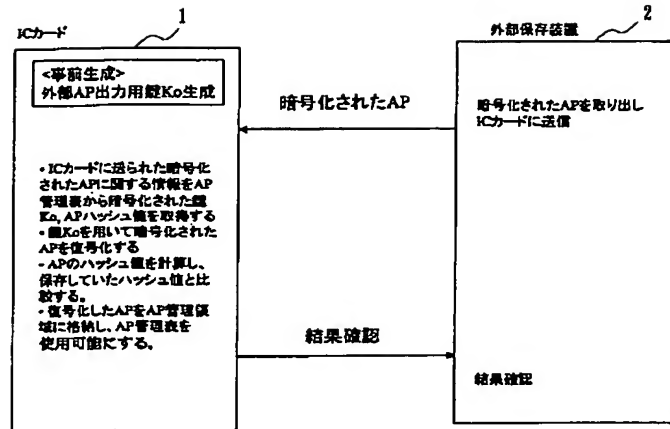 1
ICカード
<事前生成>
外部AP出力用鍵Ko生成
・ICカードに送られた暗号化
されたAPに関する情報をAP
管理表から暗号化された鍵
Ko, APハッシュ値を取得する
・鍵Koを用いて暗号化された
APを復号化する
・APのハッシュ値を計算し、
保存していたハッシュ値と比
較する。
・復号化したAPをAP管理領
域に格納し、AP管理表を
使用可能にする。
暗号化されたAP
結果確認
2
外部保存装置
暗号化されたAPを取り出し
ICカードに送信
結果確認